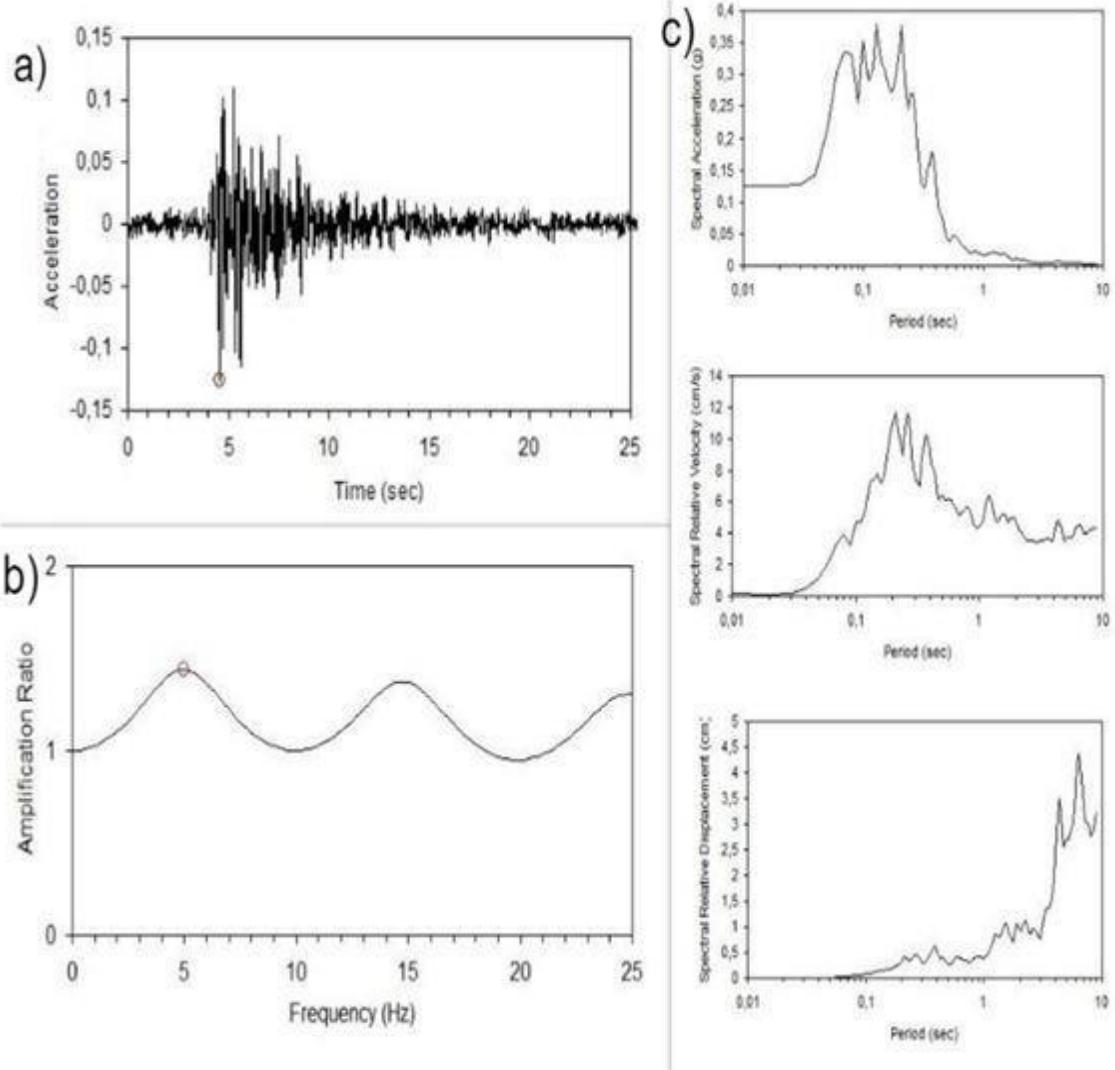 a)
Acceleration
0,15
0,1
0,05
0
-0,05
-0,1
-0,15
0 5 10 15 20 25
Time (sec)
b)
Amplification Ratio
2
1
0
0 5 10 15 20 25
Frequency (Hz)
c)
Spectral Acceleration (g)
0,4
0,35
0,3
0,25
0,2
0,15
0,1
0,05
0
0,01 0,1 1 10
Period (sec)
Spectral Relative Velocity (cm/s)
14
12
10
8
6
4
2
0
0,01 0,1 1 10
Period (sec)
Spectral Relative Displacement (cm;
5
4,5
4
3,5
3
2,5
2
1,5
1
0,5
0
0,01 0,1 1 10
Period (sec)